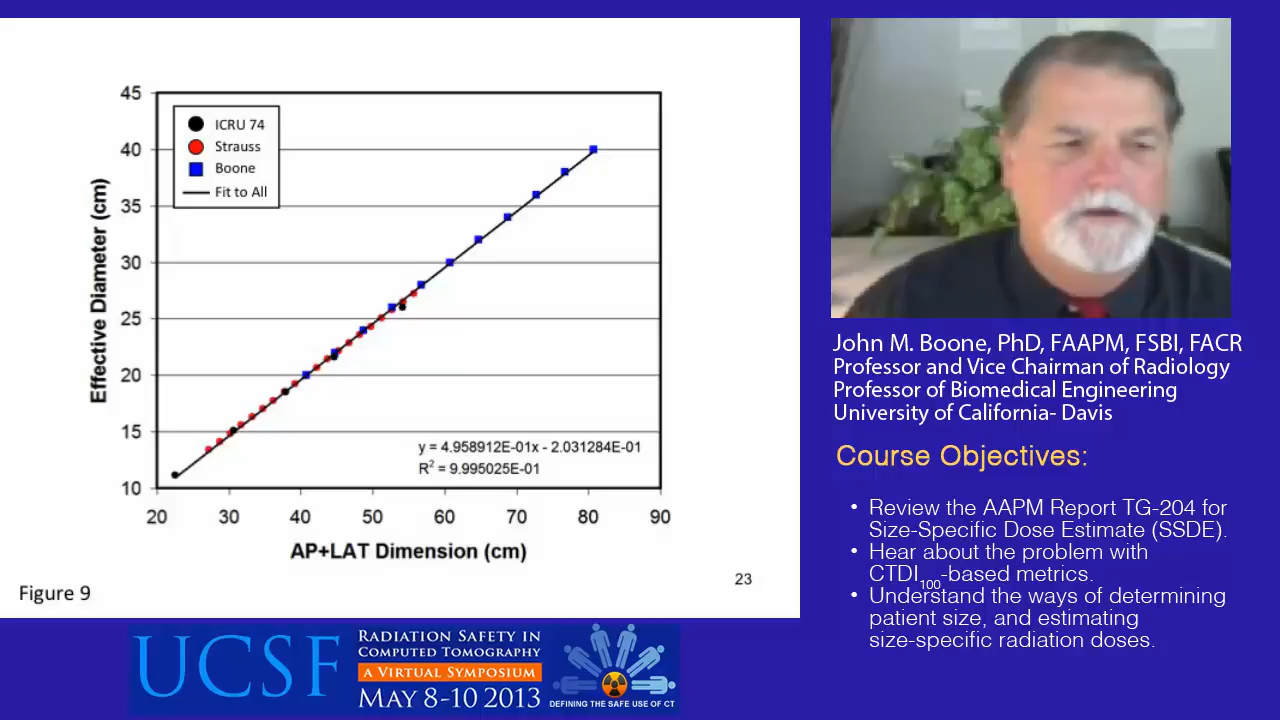 45
40
35
30
25
20
15
10
Effective Diameter (cm)
ICRU 74
Strauss
Boone
Fit to All
y = 4.958912E-01x - 2.031284E-01
R2 = 9.995025E-01
20 30 40 50 60 70 80 90
AP+LAT Dimension (cm)
23
Figure 9
John M. Boone, PhD, FAAPM, FSBI, FACR
Professor and Vice Chairman of Radiology
Professor of Biomedical Engineering
University of California- Davis
Course Objectives:
• Review the AAPM Report TG-204 for
Size-Specific Dose Estimate (SSDE).
• Hear about the problem with
CTDI100-based metrics.
• Understand the ways of determining
patient size, and estimating
size-specific radiation doses.
UCSF
RADIATION SAFETY IN
COMPUTED TOMOGRAPHY
A VIRTUAL SYMPOSIUM
MAY 8-10 2013
DEFINING THE SAFE USE OF CT